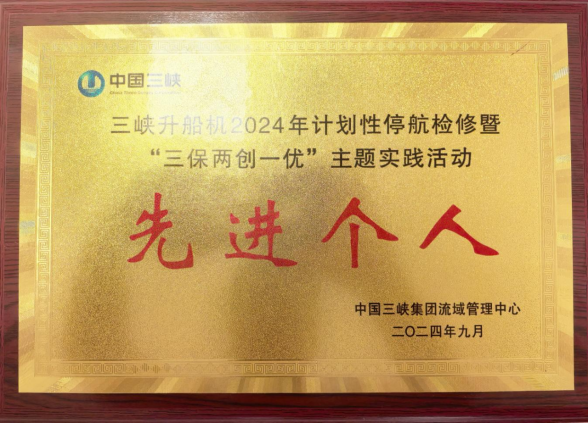 中国三峡
三峡升船机2024年计划性停航检修暨
“三保两创一优”主题实践活动
先进个人
中国三峡集团流域管理中心
二〇二四年九月